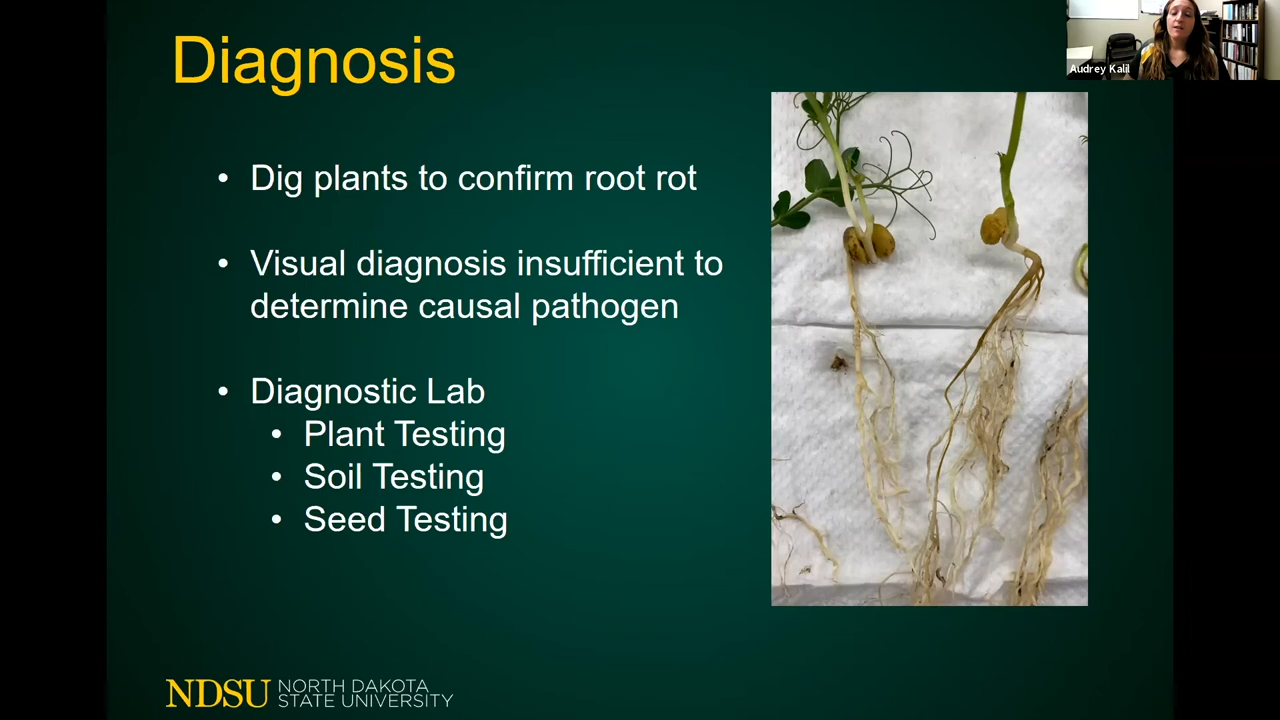 Diagnosis
Audrey Kalil
• Dig plants to confirm root rot
• Visual diagnosis insufficient to
determine causal pathogen
• Diagnostic Lab
• Plant Testing
• Soil Testing
• Seed Testing
NDSU NORTH DAKOTA
STATE UNIVERSITY